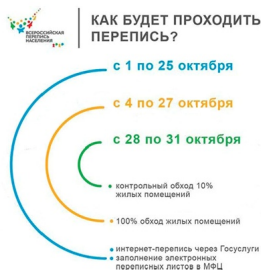 ВСЕРОССИЙСКАЯ
ПЕРЕПИСЬ
НАСЕЛЕНИЯ
КАК БУДЕТ ПРОХОДИТЬ
ПЕРЕПИСЬ?
с 1 по 25 октября
с 4 по 27 октября
с 28 по 31 октября
• контрольный обход 10%
жилых помещений
• 100% обход жилых помещений
• интернет-перепись через Госуслуги
• заполнение электронных
переписных листов в МФЦ